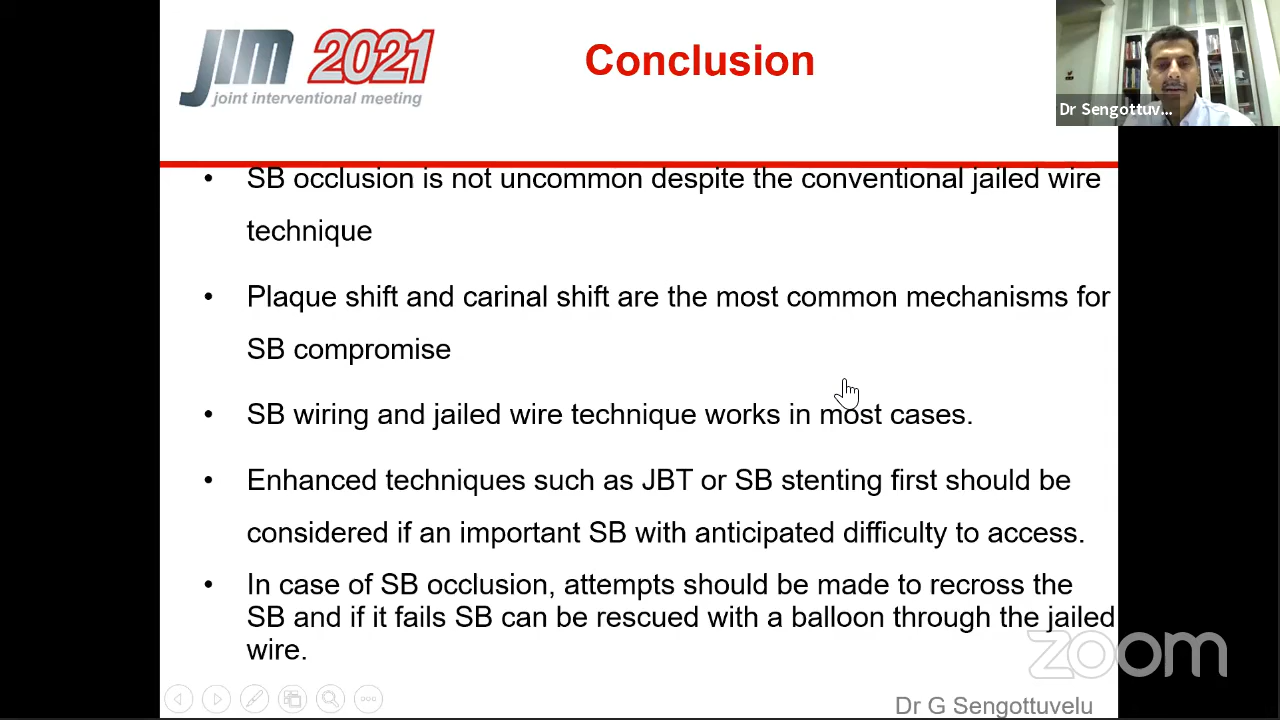 JIM 2021
joint interventional meeting
Conclusion
Dr Sengottuv...
• SB occlusion is not uncommon despite the conventional jailed wire
technique
• Plaque shift and carinal shift are the most common mechanisms for
SB compromise
• SB wiring and jailed wire technique works in most cases.
• Enhanced techniques such as JBT or SB stenting first should be
considered if an important SB with anticipated difficulty to access.
• In case of SB occlusion, attempts should be made to recross the
SB and if it fails SB can be rescued with a balloon through the jailed
wire.
zoom
Dr G Sengottuvelu